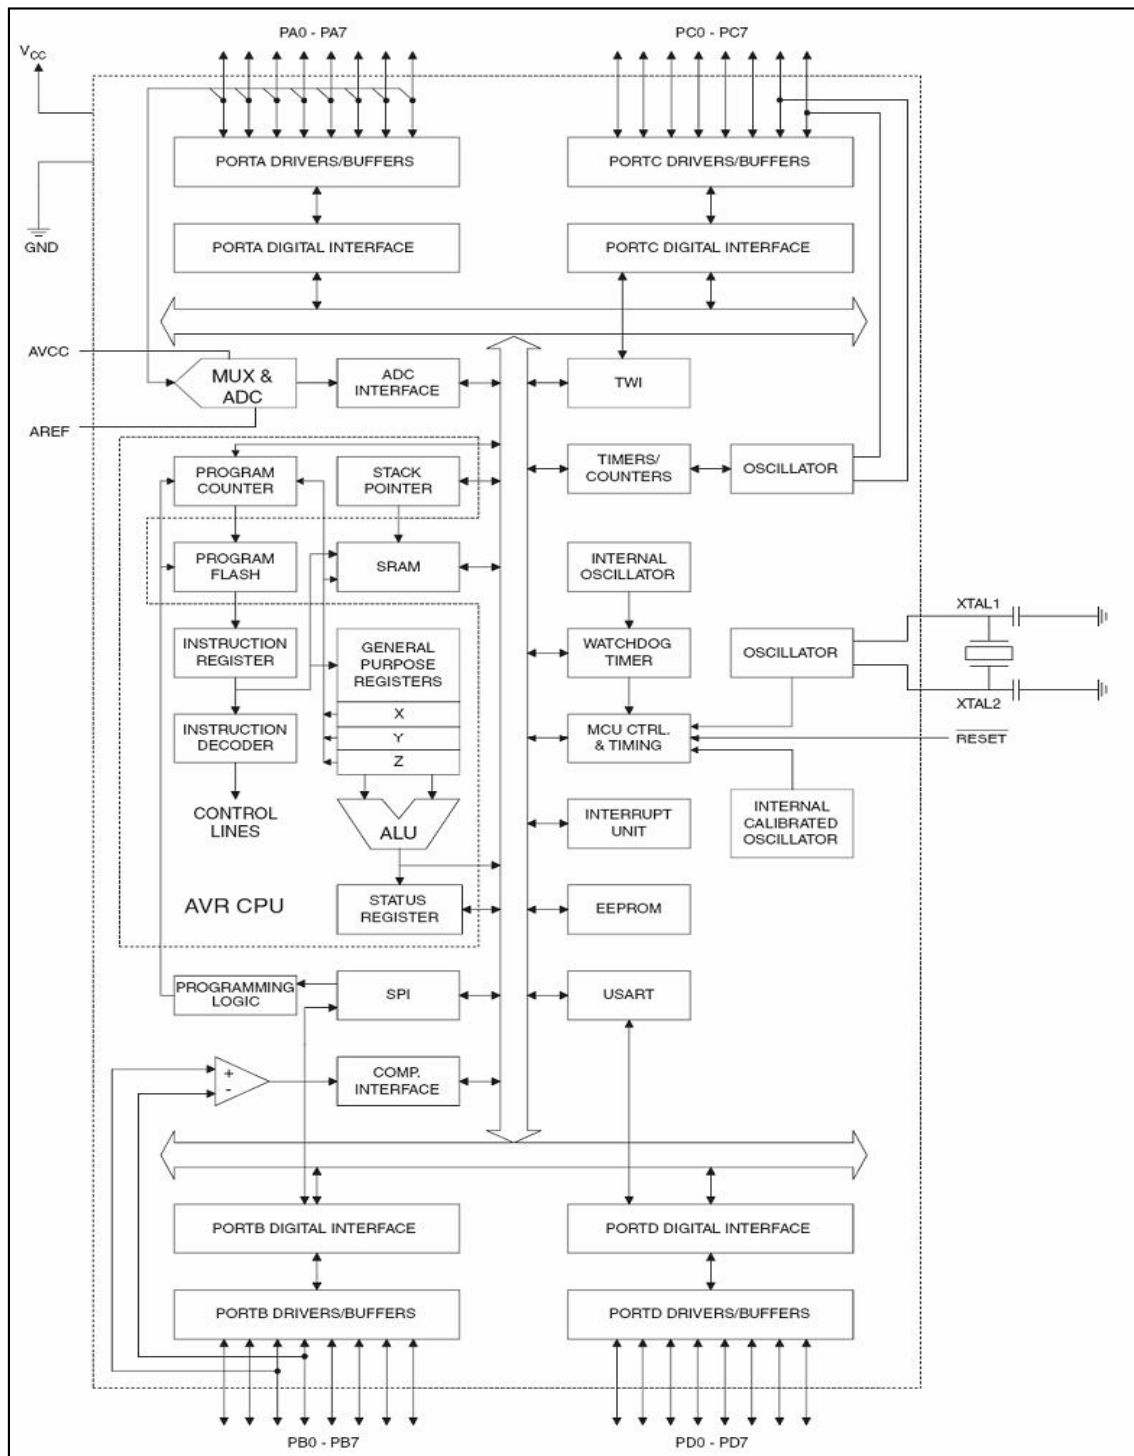 PA0 - PA7
PC0 - PC7
VCC
PORTA DRIVERS/BUFFERS
PORTC DRIVERS/BUFFERS
GND
PORTA DIGITAL INTERFACE
PORTC DIGITAL INTERFACE
AVCC
MUX &
ADC
ADC
INTERFACE
TWI
AREF
PROGRAM
COUNTER
STACK
POINTER
TIMERS/
COUNTERS
OSCILLATOR
PROGRAM
FLASH
SRAM
INTERNAL
OSCILLATOR
XTAL1
INSTRUCTION
REGISTER
GENERAL
PURPOSE
REGISTERS
WATCHDOG
TIMER
OSCILLATOR
XTAL2
X
INSTRUCTION
DECODER
Y
MCU CTRL.
& TIMING
RESET
Z
CONTROL
LINES
ALU
INTERRUPT
UNIT
INTERNAL
CALIBRATED
OSCILLATOR
AVR CPU
STATUS
REGISTER
EEPROM
PROGRAMMING
LOGIC
SPI
USART
+
-
COMP.
INTERFACE
PORTB DIGITAL INTERFACE
PORTD DIGITAL INTERFACE
PORTB DRIVERS/BUFFERS
PORTD DRIVERS/BUFFERS
PB0 - PB7
PD0 - PD7